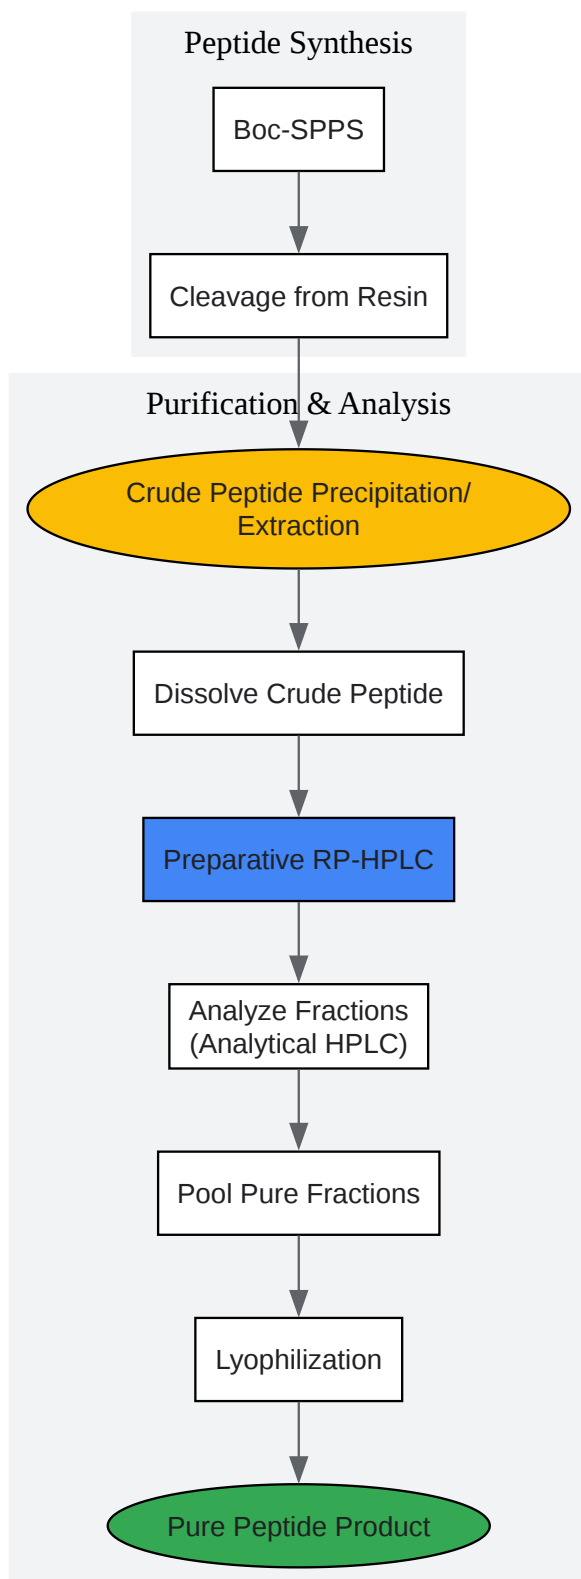 Peptide Synthesis
Boc-SPPS
Cleavage from Resin
Purification & Analysis
Crude Peptide Precipitation/
Extraction
Dissolve Crude Peptide
Preparative RP-HPLC
Analyze Fractions
(Analytical HPLC)
Pool Pure Fractions
Lyophilization
Pure Peptide Product